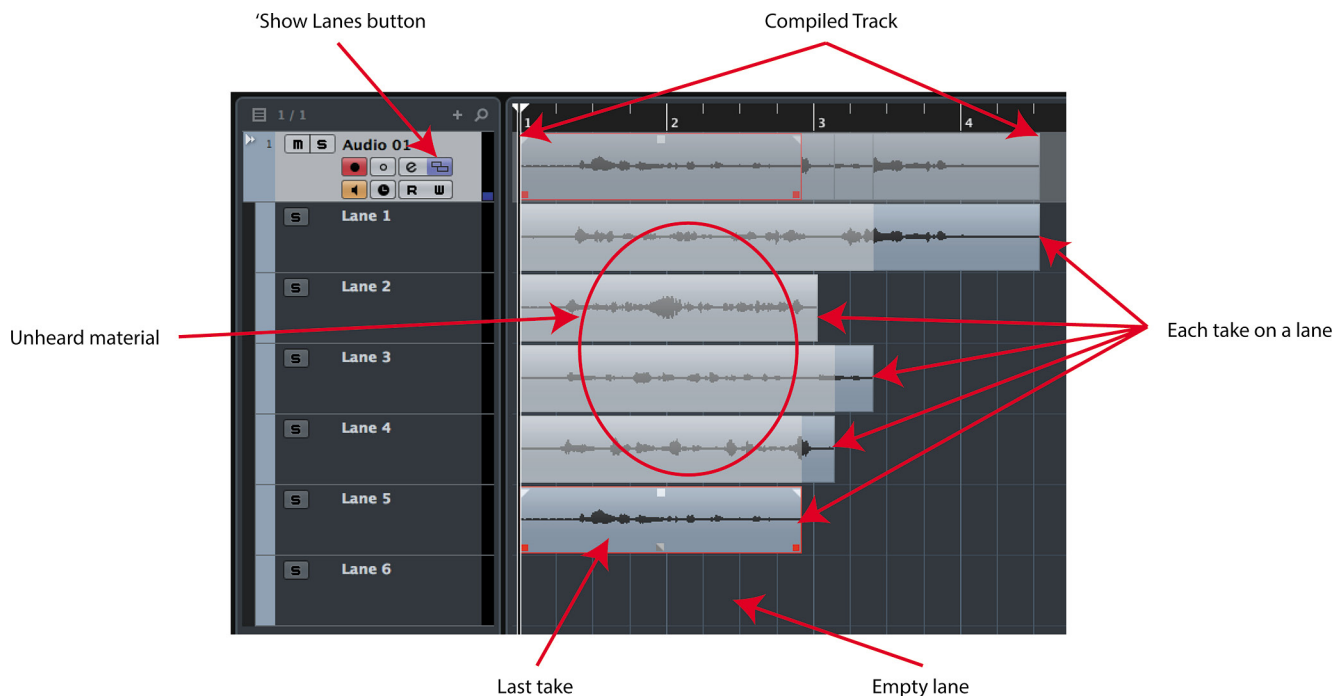 ‘Show Lanes button
Compiled Track
1 / 1
1
2
3
4
1
m S Audio 01
e
R W
S Lane 1
S Lane 2
Unheard material
Each take on a lane
S Lane 3
S Lane 4
S Lane 5
S Lane 6
Last take
Empty lane